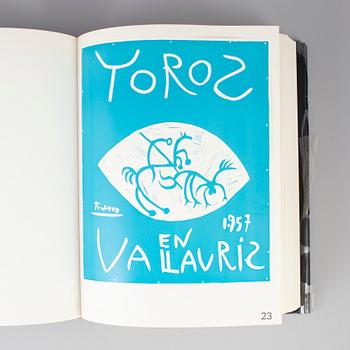 TOROS
Picasso
1957
EN
VALLAURIS
23